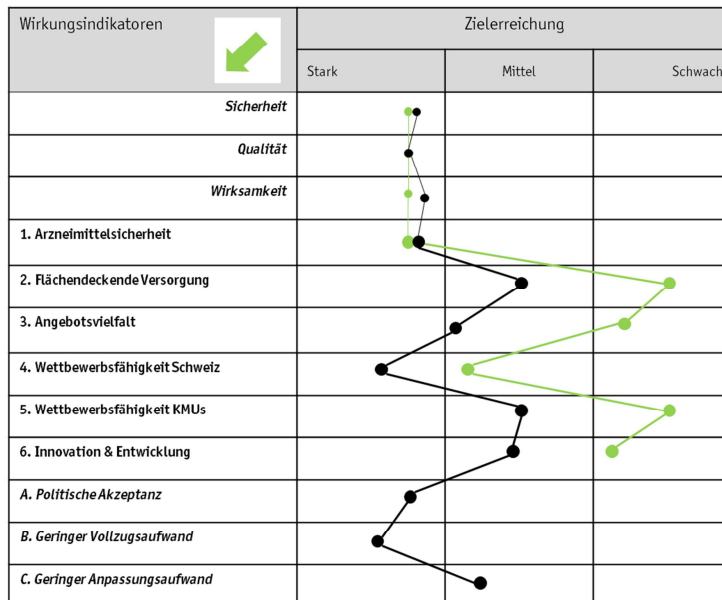 Wirkungsindikatoren
Zielerreichung
Stark
Mittel
Schwach
Sicherheit
Qualität
Wirksamkeit
1. Arzneimittelsicherheit
2. Flächendeckende Versorgung
3. Angebotsvielfalt
4. Wettbewerbsfähigkeit Schweiz
5. Wettbewerbsfähigkeit KMUs
6. Innovation & Entwicklung
A. Politische Akzeptanz
B. Geringer Vollzugsaufwand
C. Geringer Anpassungsaufwand